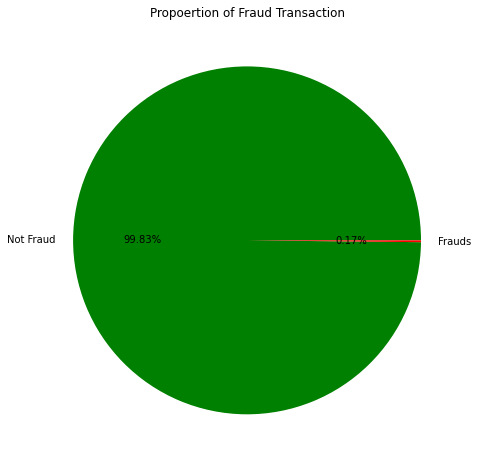 Propoertion of Fraud Transaction
Not Fraud
99.83%
0.17%
Frauds